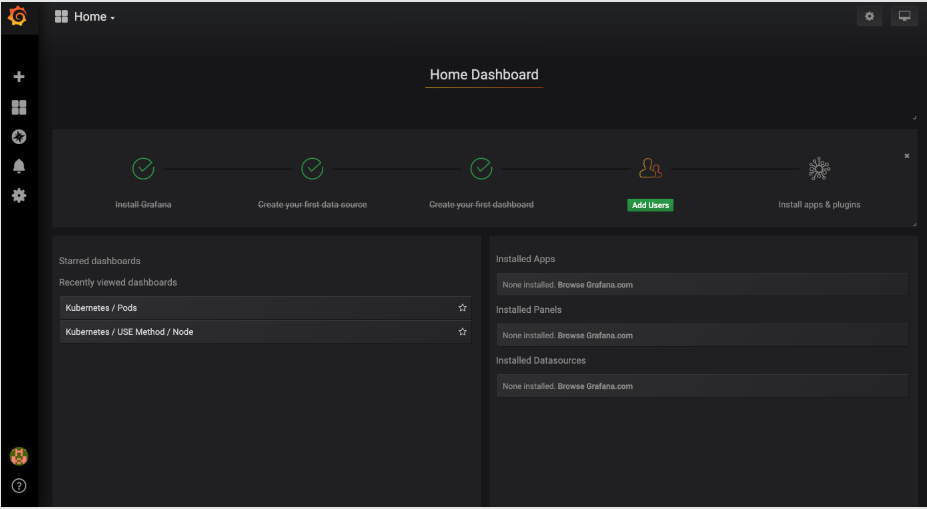 Home
Home Dashboard
Install Grafana
Create your first data source
Create your first dashboard
Add Users
Install apps & plugins
Starred dashboards
Recently viewed dashboards
Kubernetes / Pods
Kubernetes / USE Method / Node
Installed Apps
None installed. Browse Grafana.com
Installed Panels
None installed. Browse Grafana.com
Installed Datasources
None installed. Browse Grafana.com